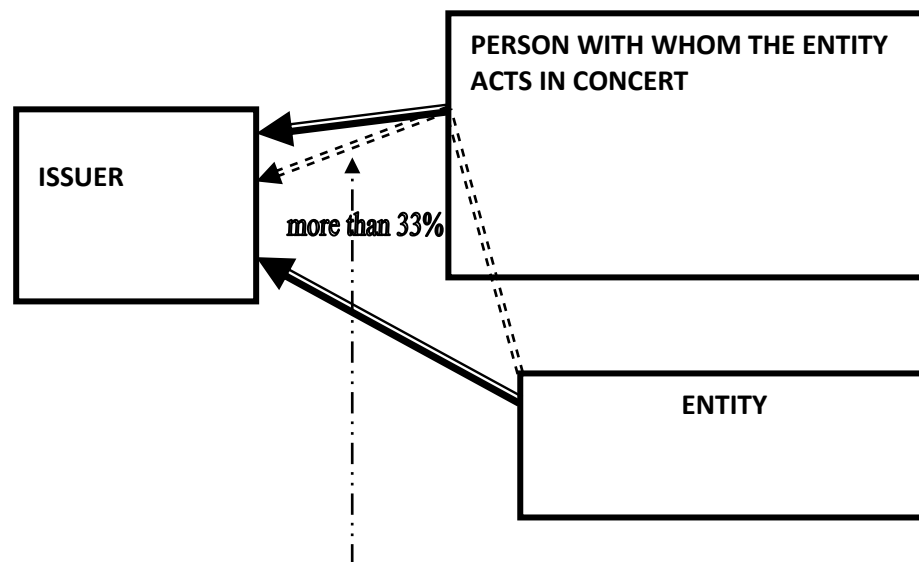 PERSON WITH WHOM THE ENTITY
ACTS IN CONCERT
ISSUER
more than 33%
ENTITY